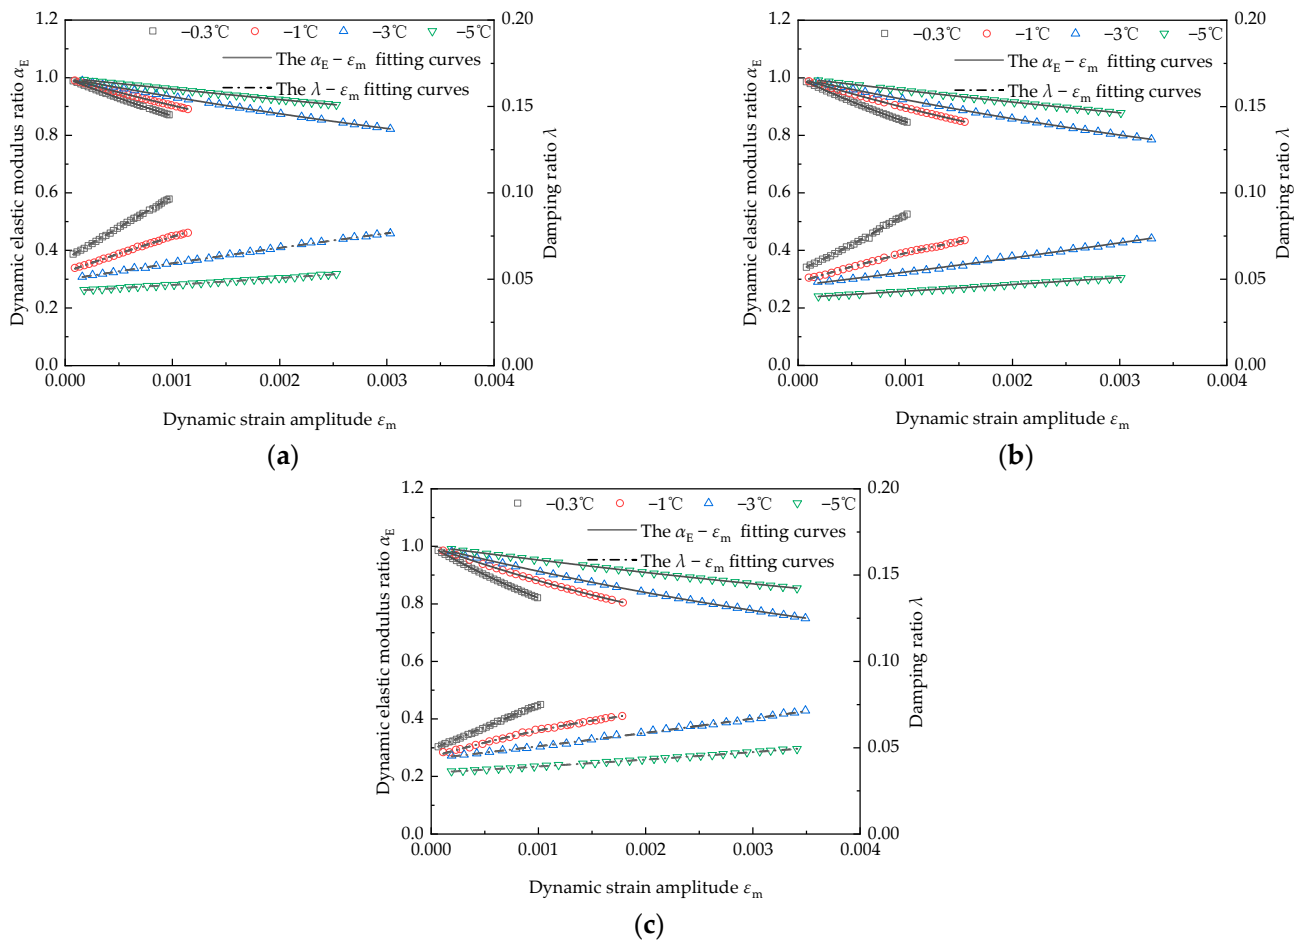 1.2
1.0
0.8
0.6
0.4
0.2
0.0
Dynamic elastic modulus ratio αE
−0.3℃ −1℃ −3℃ −5℃
The αE − εm fitting curves
The λ − εm fitting curves
0.20
0.15
0.10
0.05
0.00
Damping ratio λ
0.000 0.001 0.002 0.003 0.004
Dynamic strain amplitude εm
(a)
1.2
1.0
0.8
0.6
0.4
0.2
0.0
Dynamic elastic modulus ratio αE
−0.3℃ −1℃ −3℃ −5℃
The αE − εm fitting curves
The λ − εm fitting curves
0.20
0.15
0.10
0.05
0.00
Damping ratio λ
0.000 0.001 0.002 0.003 0.004
Dynamic strain amplitude εm
(b)
1.2
1.0
0.8
0.6
0.4
0.2
0.0
Dynamic elastic modulus ratio αE
−0.3℃ −1℃ −3℃ −5℃
The αE − εm fitting curves
The λ − εm fitting curves
0.20
0.15
0.10
0.05
0.00
Damping ratio λ
0.000 0.001 0.002 0.003 0.004
Dynamic strain amplitude εm
(c)